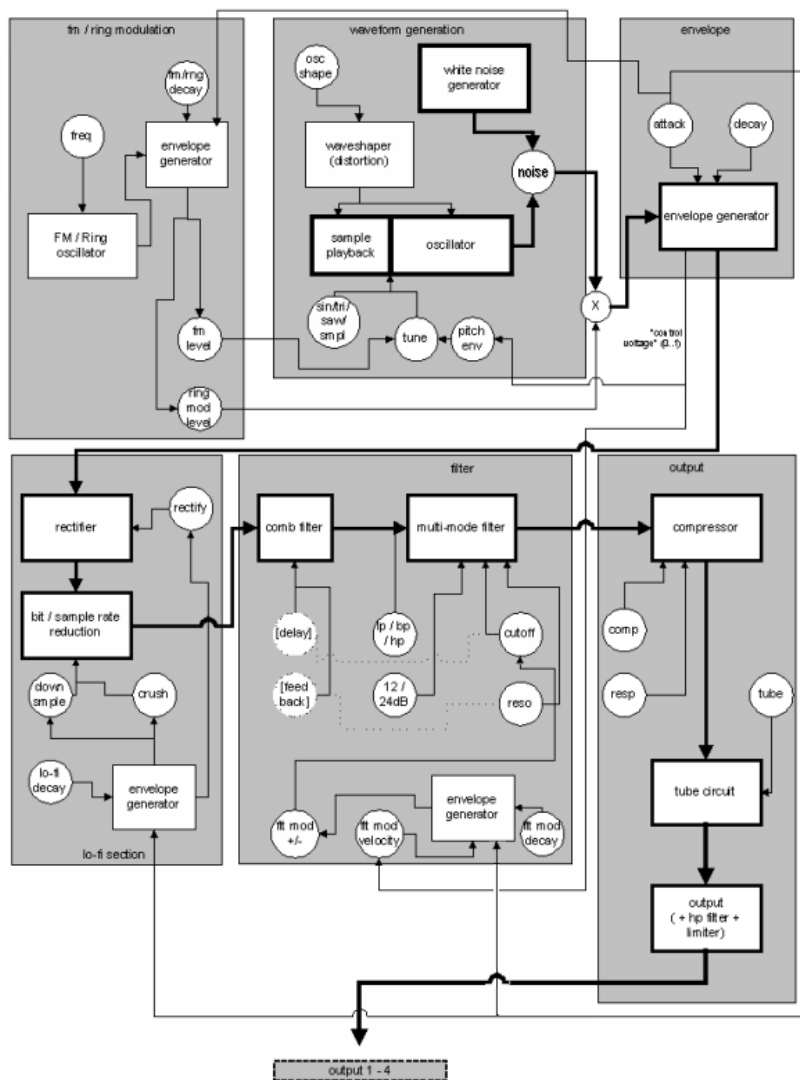 fm / ring modulation
fm/rng
decay
freq
envelope
generator
FM / Ring
oscillator
fm
level
ring
mod
level
waveform generation
osc
shape
white noise
generator
waveshaper
(distortion)
noise
sample
playback
oscillator
sin/tri/
saw/
smpl
tune
pitch
env
X
envelope
attack
decay
envelope generator
"control
voltage" (0..1)
rectifier
rectify
bit / sample rate
reduction
down
smple
crush
lo-fi
decay
envelope
generator
lo-fi section
filter
comb filter
multi-mode filter
[delay]
lp / bp
/ hp
cutoff
[feed
back]
12 /
24dB
reso
envelope
generator
flt mod
+/-
flt mod
velocity
flt mod
decay
output
compressor
comp
resp
tube
tube circuit
output
( + hp filter +
limiter)
output 1 - 4